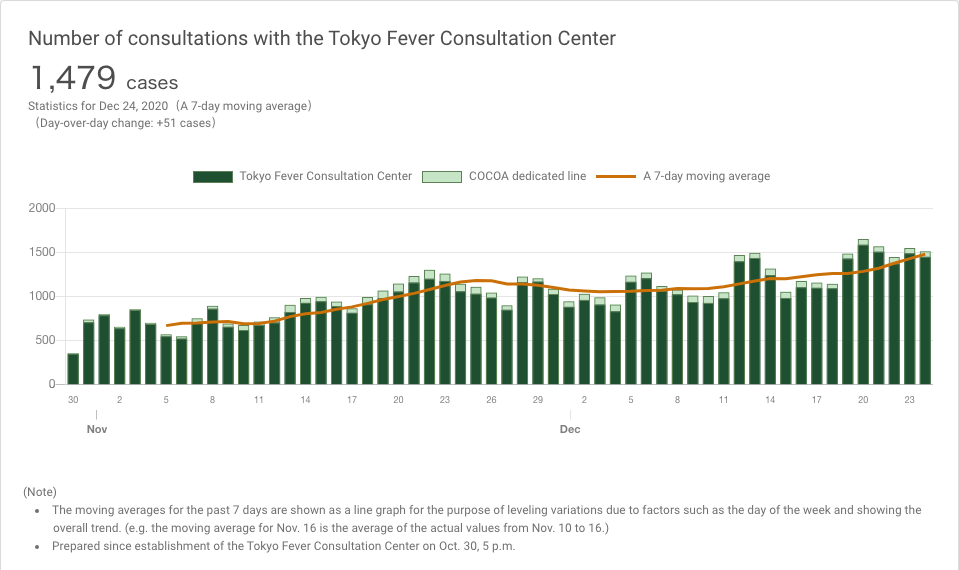 Number of consultations with the Tokyo Fever Consultation Center
1,479 cases
Statistics for Dec 24, 2020（A 7-day moving average）
（Day-over-day change: +51 cases）
Tokyo Fever Consultation Center COCOA dedicated line A 7-day moving average
2000
1500
1000
500
0
30 2 5 8 11 14 17 20 23 26 29 2 5 8 11 14 17 20 23
Nov Dec
(Note)
• The moving averages for the past 7 days are shown as a line graph for the purpose of leveling variations due to factors such as the day of the week and showing the
overall trend. (e.g. the moving average for Nov. 16 is the average of the actual values from Nov. 10 to 16.)
• Prepared since establishment of the Tokyo Fever Consultation Center on Oct. 30, 5 p.m.